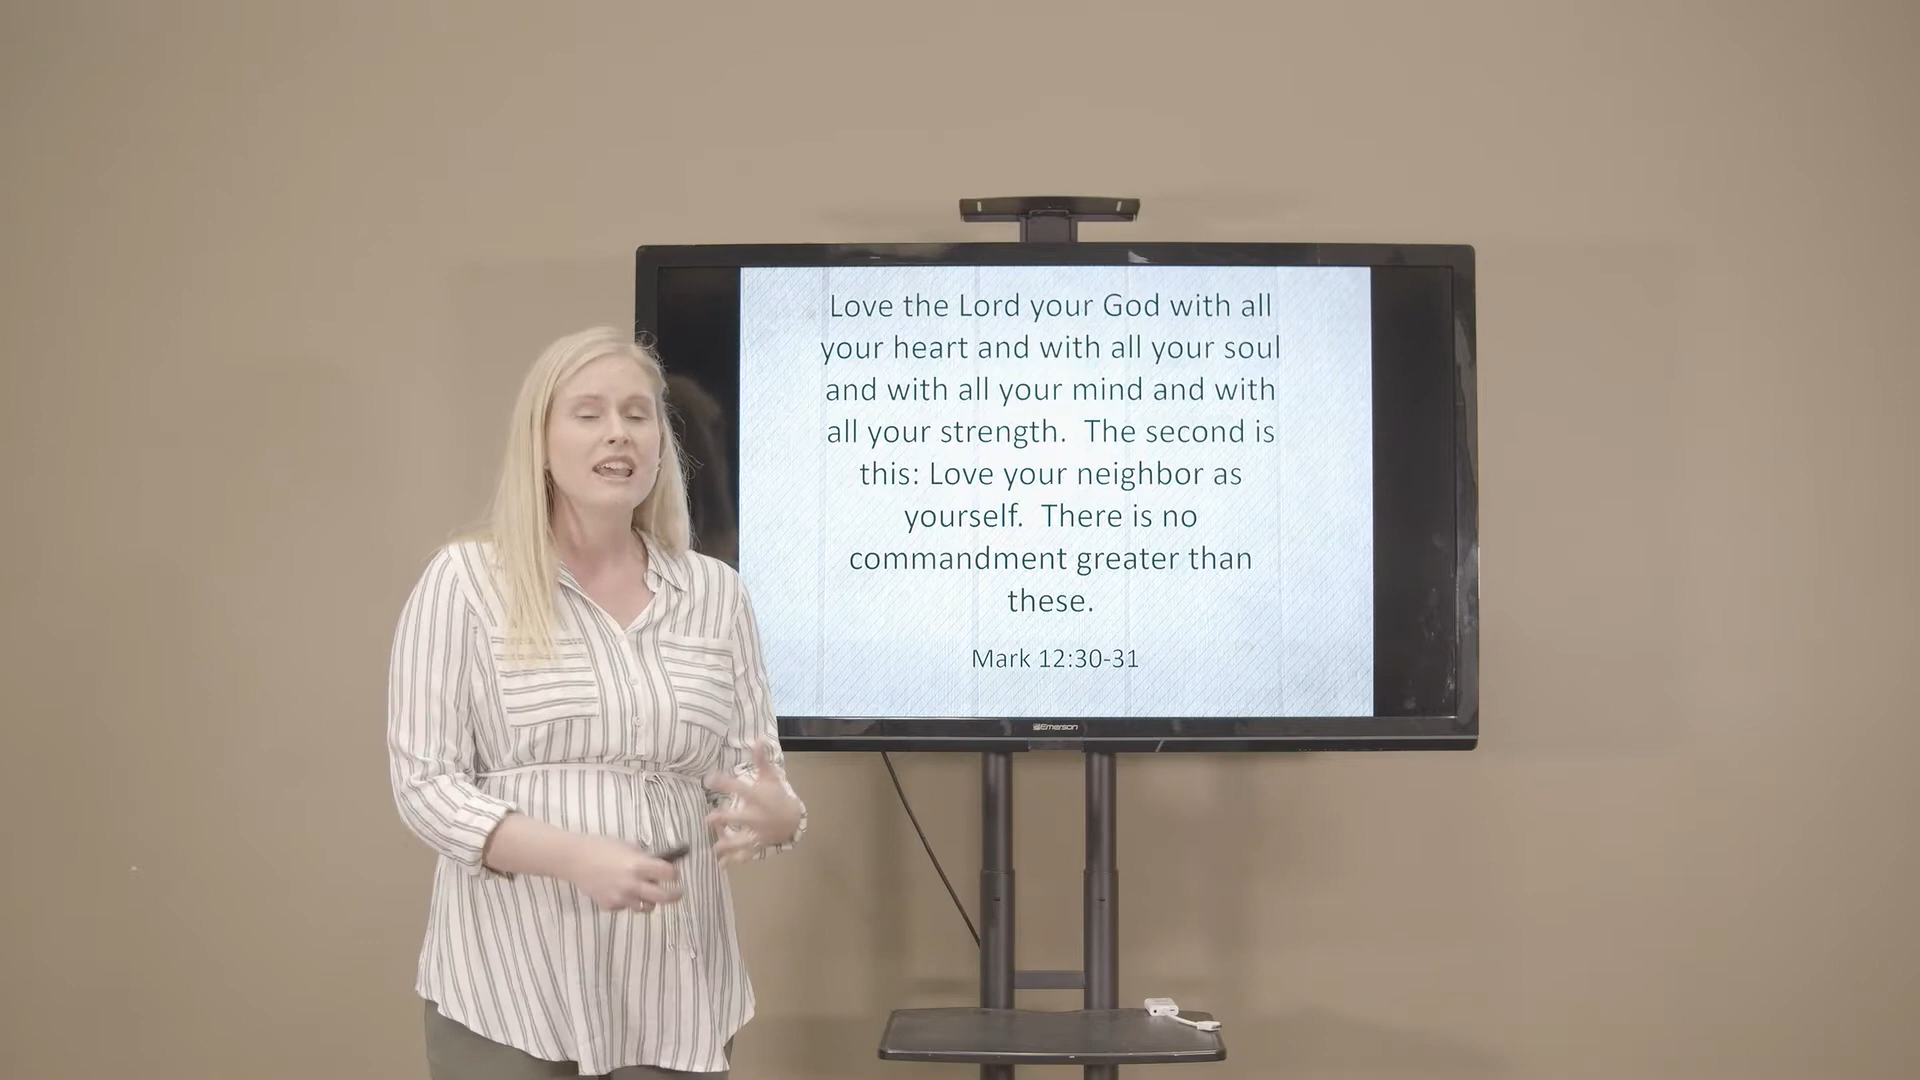 Love the Lord your God with all
your heart and with all your soul
and with all your mind and with
all your strength.  The second is
this: Love your neighbor as
yourself.  There is no
commandment greater than
these.
Mark 12:30-31
Emerson